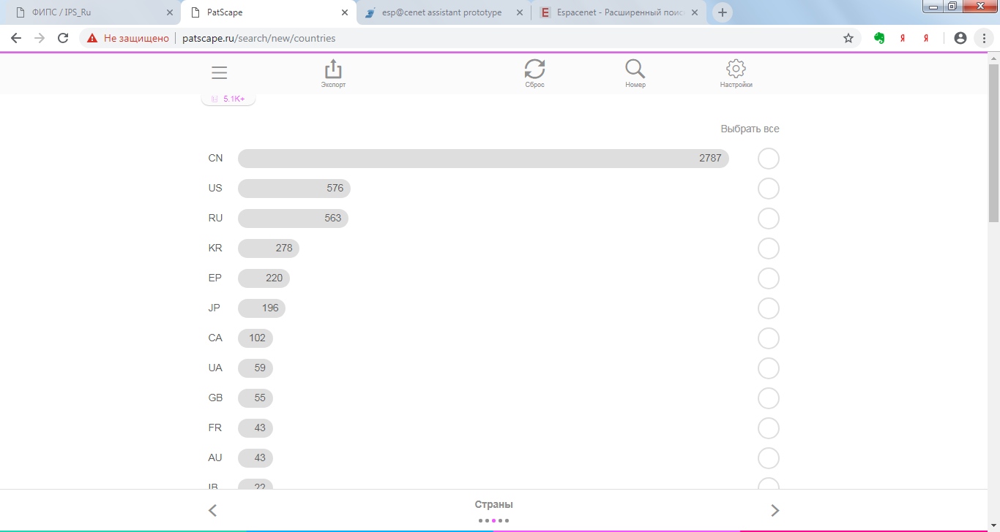 ФИПС / IPS_Ru
PatScape
esp@cenet assistant prototype
Espacenet - Расширенный поис
Не защищено
patscape.ru/search/new/countries
Экспорт
Сброс
Номер
Настройки
5.1K+
Выбрать все
CN 2787
US 576
RU 563
KR 278
EP 220
JP 196
CA 102
UA 59
GB 55
FR 43
AU 43
IB 22
Страны